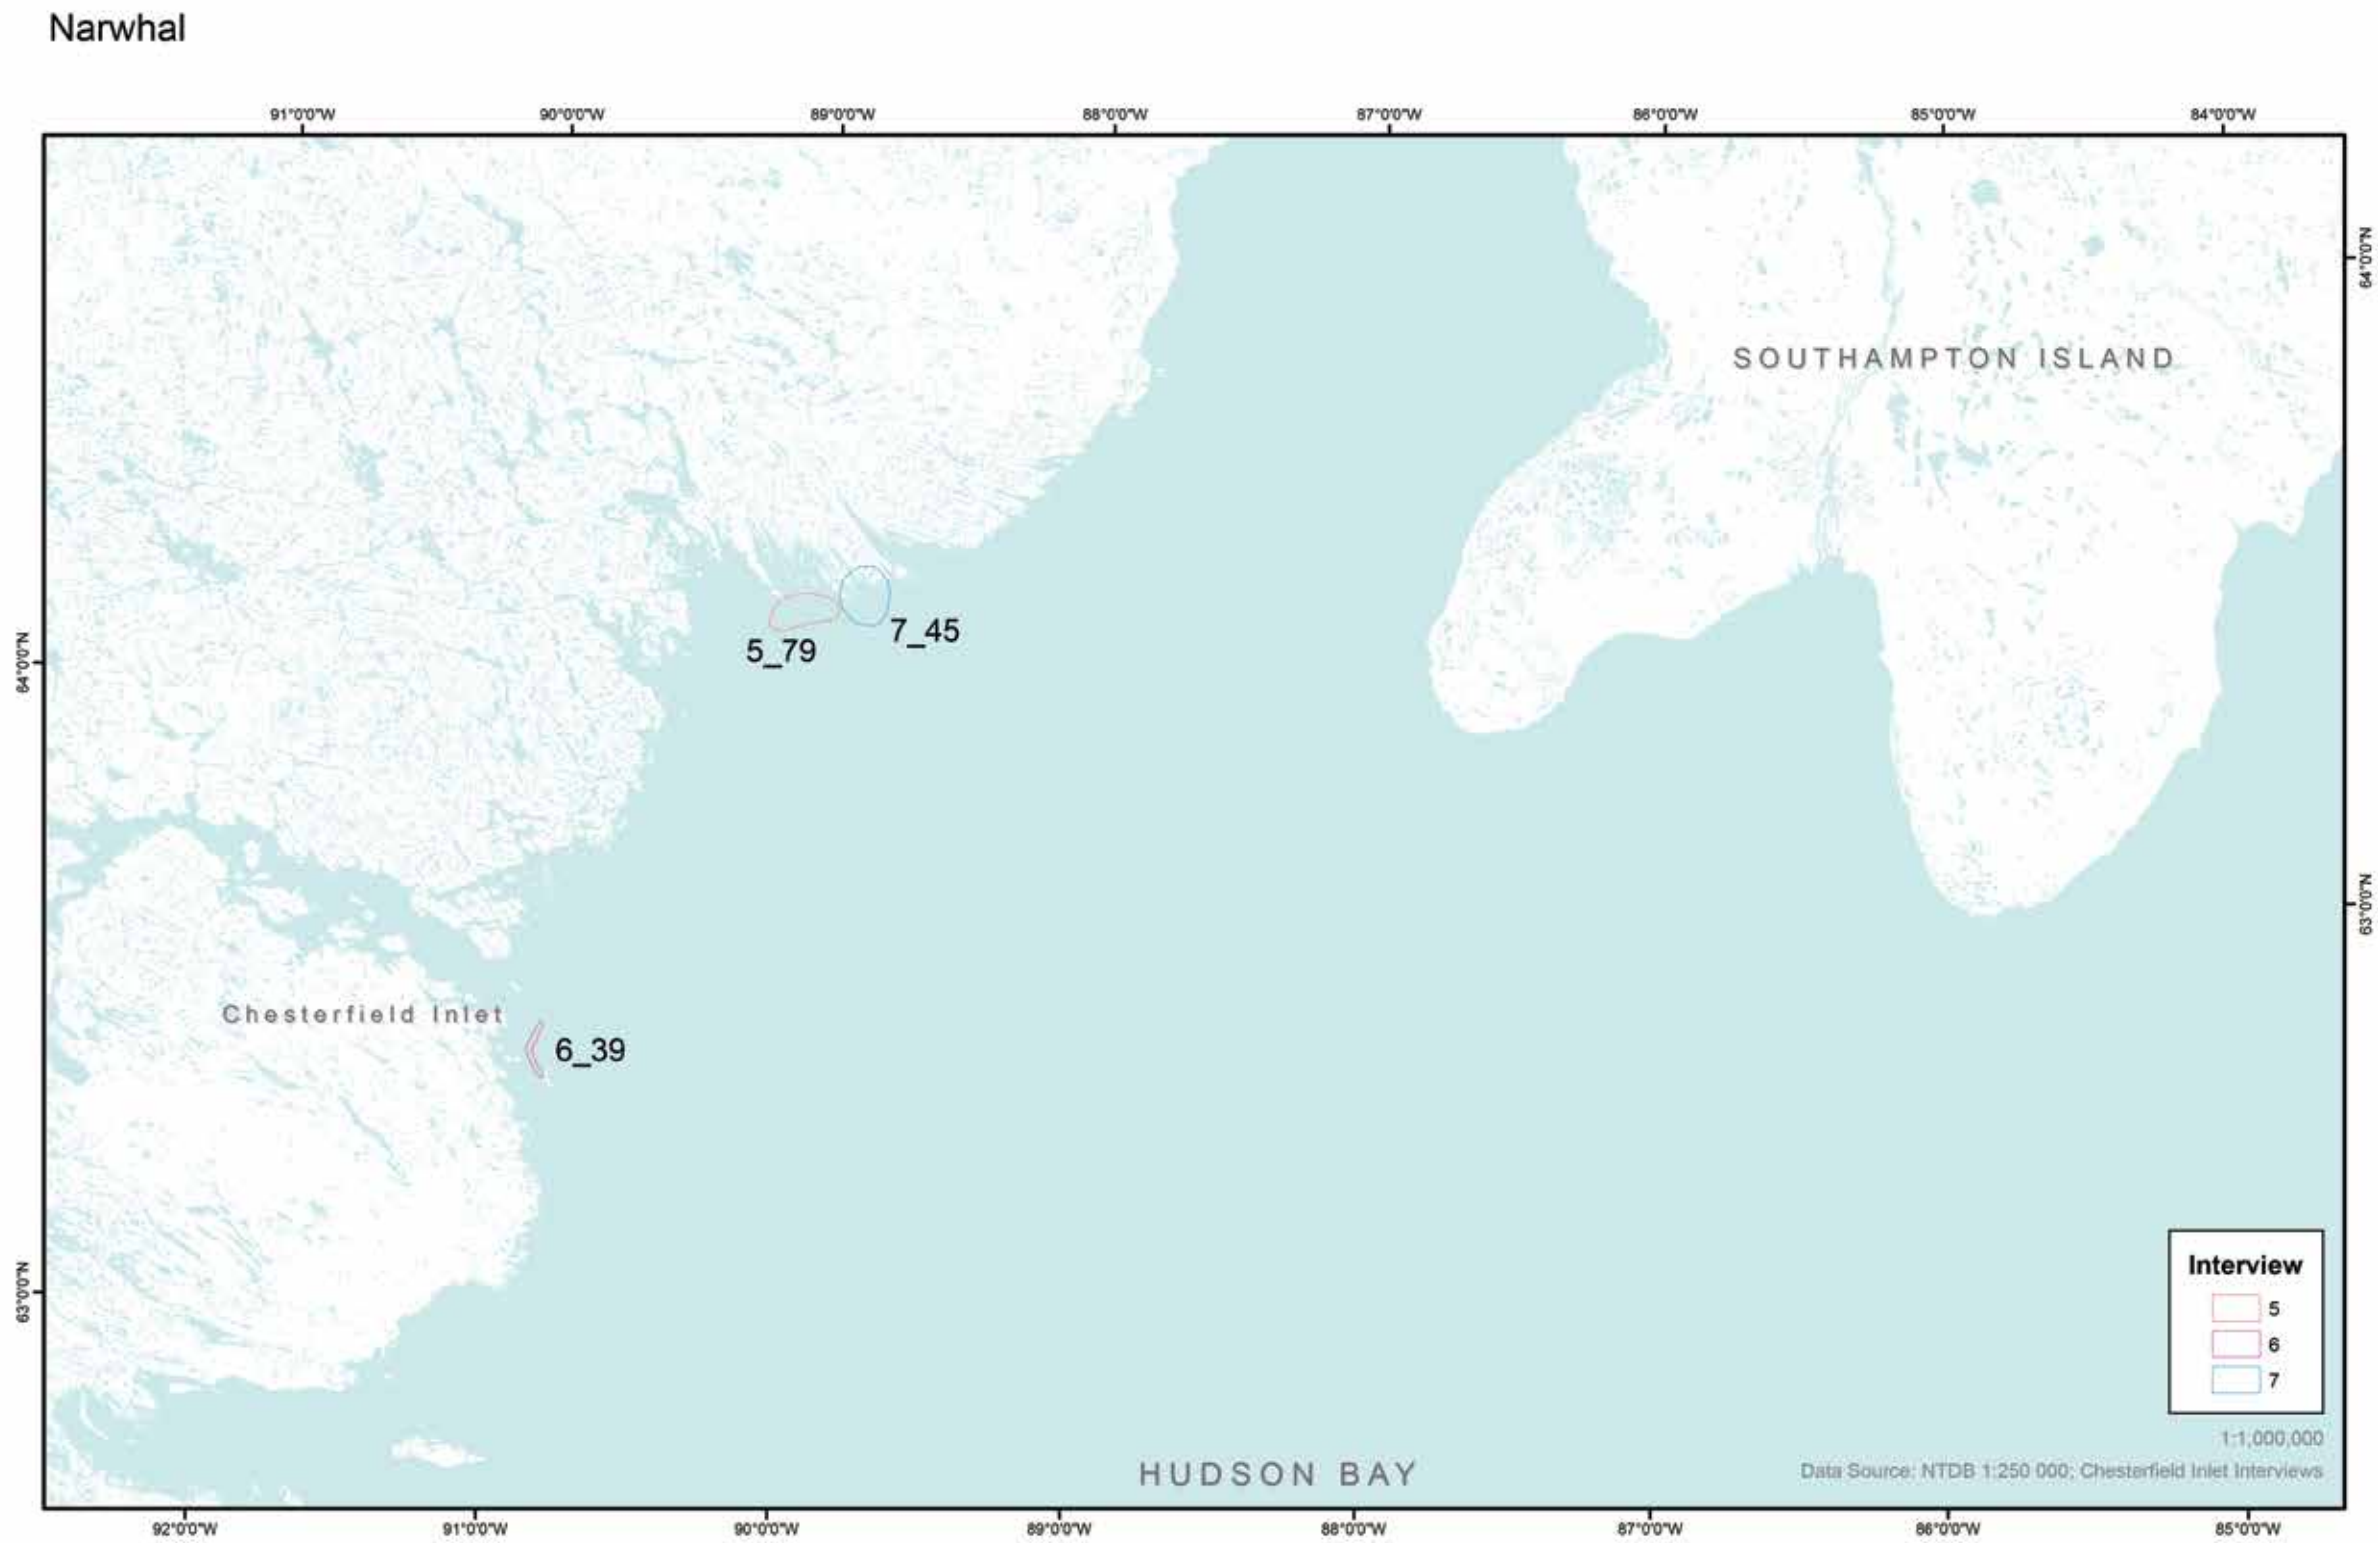 Narwhal
91°0'0"W 90°0'0"W 89°0'0"W 88°0'0"W 87°0'0"W 86°0'0"W 85°0'0"W 84°0'0"W
64°0'0"N
SOUTHAMPTON ISLAND
7_45
5_79
64°0'0"N
63°0'0"N
Chesterfield Inlet
6_39
63°0'0"N
Interview
5
6
7
1:1,000,000
Data Source: NTDB 1:250 000; Chesterfield Inlet Interviews
HUDSON BAY
92°0'0"W 91°0'0"W 90°0'0"W 89°0'0"W 88°0'0"W 87°0'0"W 86°0'0"W 85°0'0"W